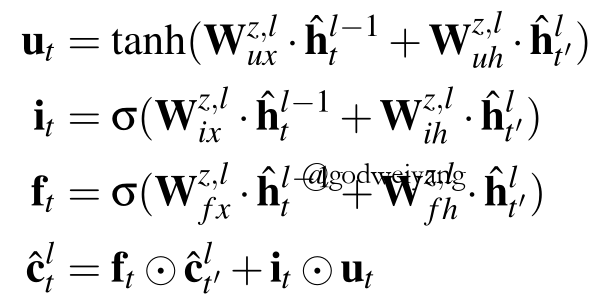 u_t = tanh(W_{ux}^{z,l} · ĥ_t^{l−1} + W_{uh}^{z,l} · ĥ_{t′}^l)
i_t = σ(W_{ix}^{z,l} · ĥ_t^{l−1} + W_{ih}^{z,l} · ĥ_{t′}^l)
f_t = σ(W_{fx}^{z,l} · ĥ_t^{l−1} + W_{fh}^{z,l} · ĥ_{t′}^l)
@godweiyang
ĉ_t^l = f_t ⊙ ĉ_{t′}^l + i_t ⊙ u_t